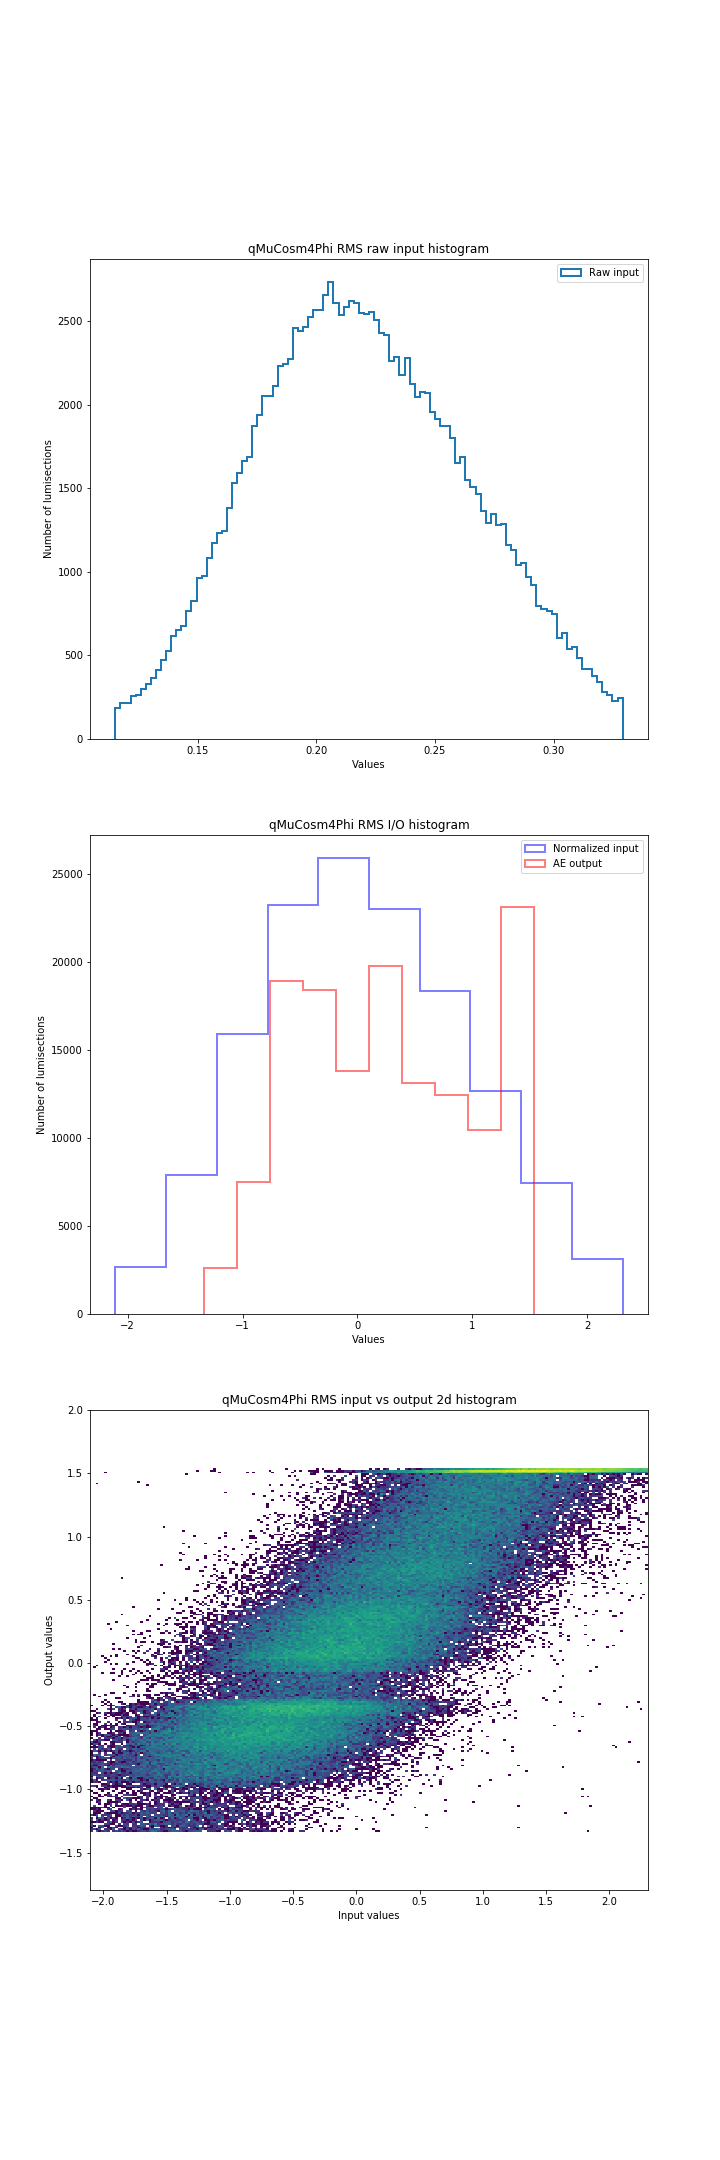 qMuCosm4Phi RMS raw input histogram
Raw input
2500
2000
1500
1000
500
0
Number of lumisections
0.15 0.20 0.25 0.30
Values
qMuCosm4Phi RMS I/O histogram
Normalized input
AE output
25000
20000
15000
10000
5000
0
Number of lumisections
−2 −1 0 1 2
Values
qMuCosm4Phi RMS input vs output 2d histogram
2.0
1.5
1.0
0.5
0.0
−0.5
−1.0
−1.5
Output values
−2.0 −1.5 −1.0 −0.5 0.0 0.5 1.0 1.5 2.0
Input values